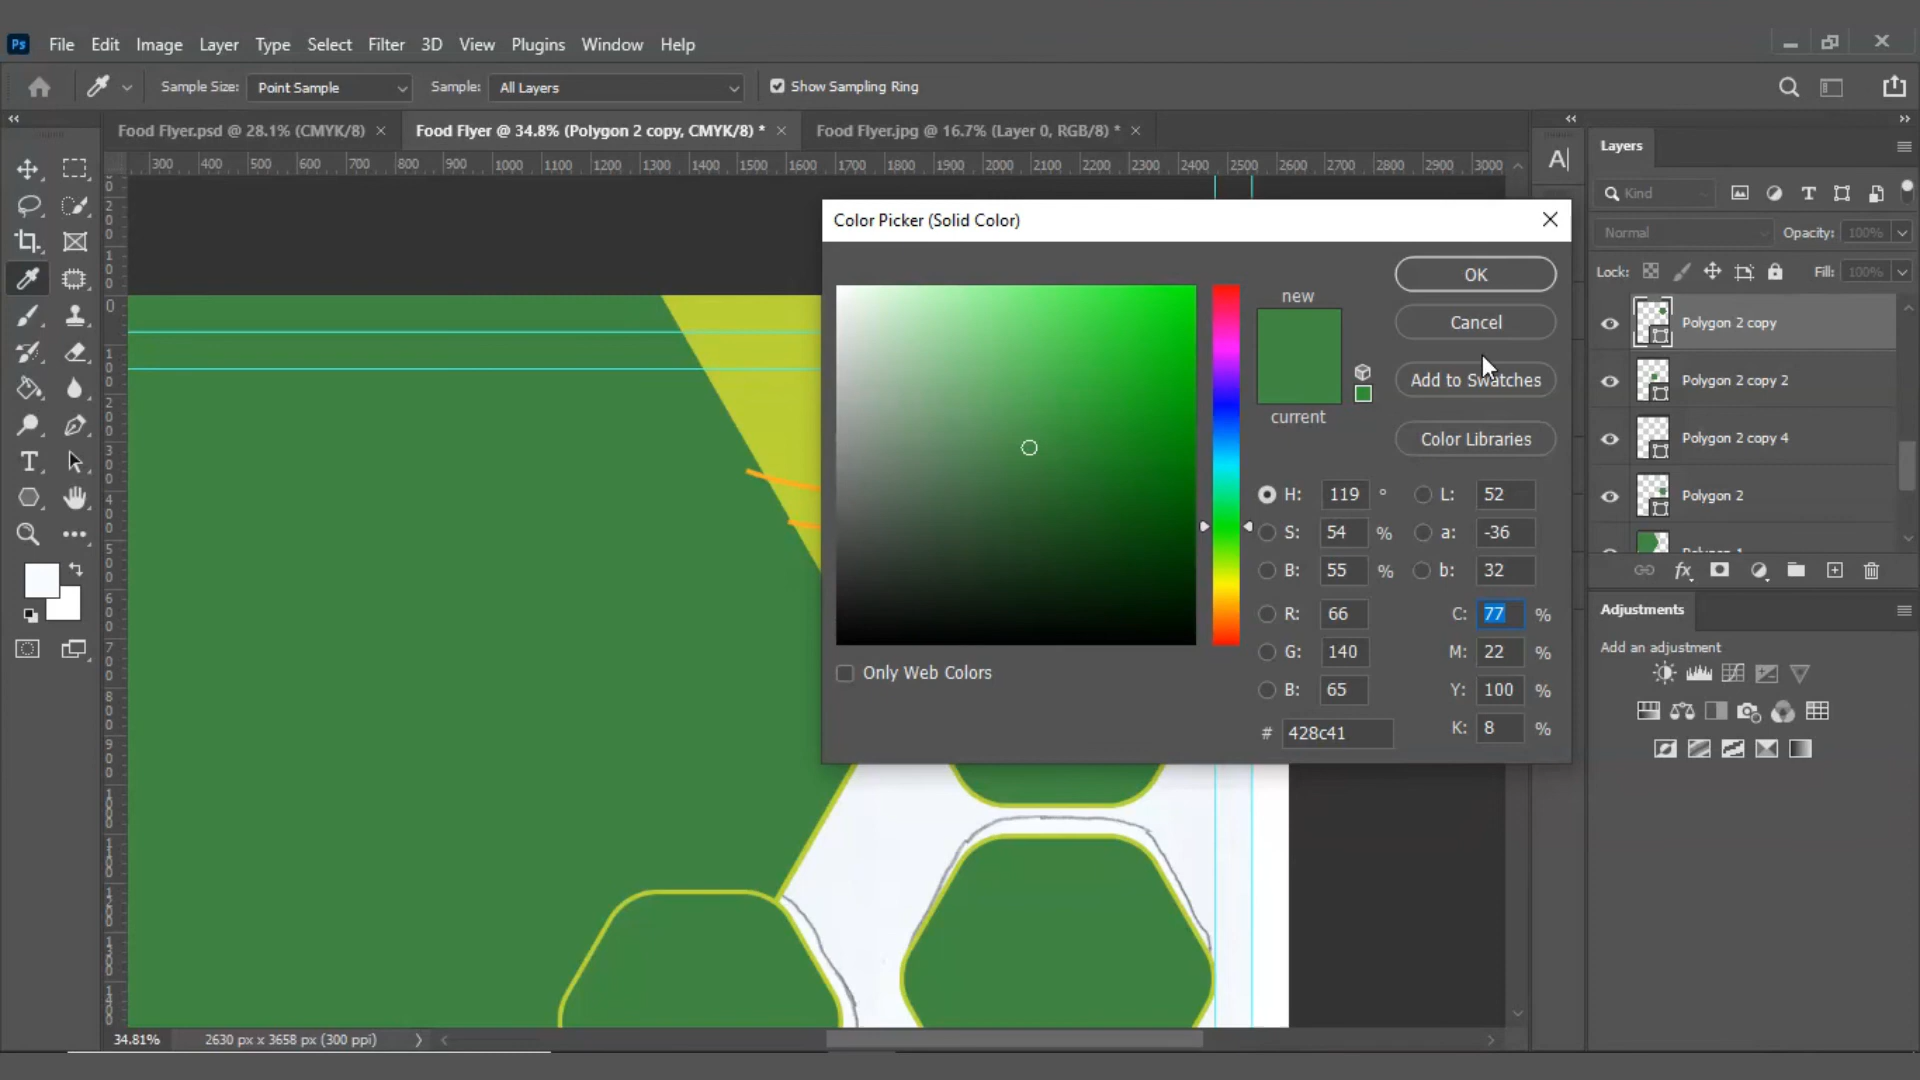 Ps File Edit Image Layer Type Select Filter 3D View Plugins Window Help
Sample Size: Point Sample Sample: All Layers Show Sampling Ring
Food Flyer.psd @ 28.1% (CMYK/8) × Food Flyer @ 34.8% (Polygon 2 copy, CMYK/8) * × Food Flyer.jpg @ 16.7% (Layer 0, RGB/8) * ×
300 400 500 600 700 800 900 1000 1100 1200 1300 1400 1500 1600 1700 1800 1900 2000 2100 2200 2300 2400 2500 2600 2700 2800 2900 3000
Color Picker (Solid Color)
new
current
OK
Cancel
Add to Swatches
Color Libraries
H: 119 ° L: 52
S: 54 % a: -36
B: 55 % b: 32
R: 66 C: 77 %
G: 140 M: 22 %
B: 65 Y: 100 %
# 428c41 K: 8 %
Only Web Colors
Layers
Kind
Normal Opacity: 100%
Lock: Fill: 100%
Polygon 2 copy
Polygon 2 copy 2
Polygon 2 copy 4
Polygon 2
Polygon 1
Adjustments
Add an adjustment
34.81% 2630 px x 3658 px (300 ppi)